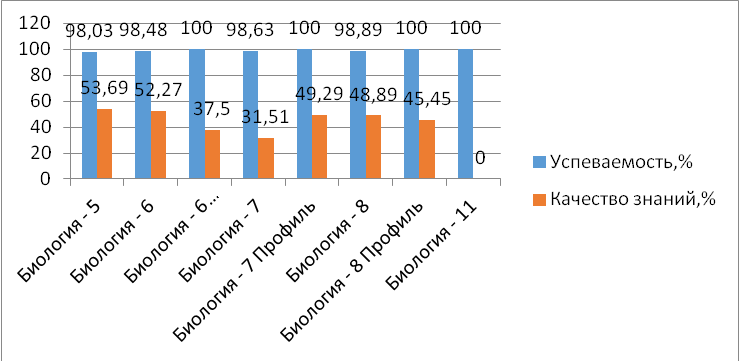 120
100
80
60
40
20
0
98,03
98,48
100
98,63
100
98,89
100
100
53,69
52,27
37,5
31,51
49,29
48,89
45,45
0
Биология - 5
Биология - 6
Биология - 6...
Биология - 7
Биология - 7 Профиль
Биология - 8
Биология - 8 Профиль
Биология - 11
Успеваемость,%
Качество знаний,%